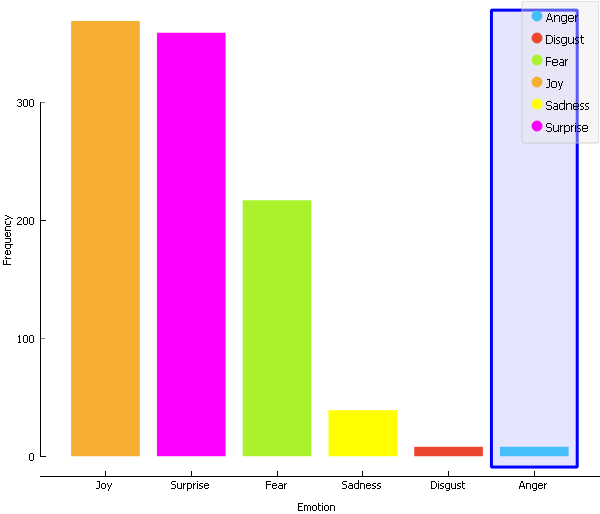 Anger
Disgust
Fear
Joy
Sadness
Surprise
300
200
100
0
Frequency
Joy Surprise Fear Sadness Disgust Anger
Emotion